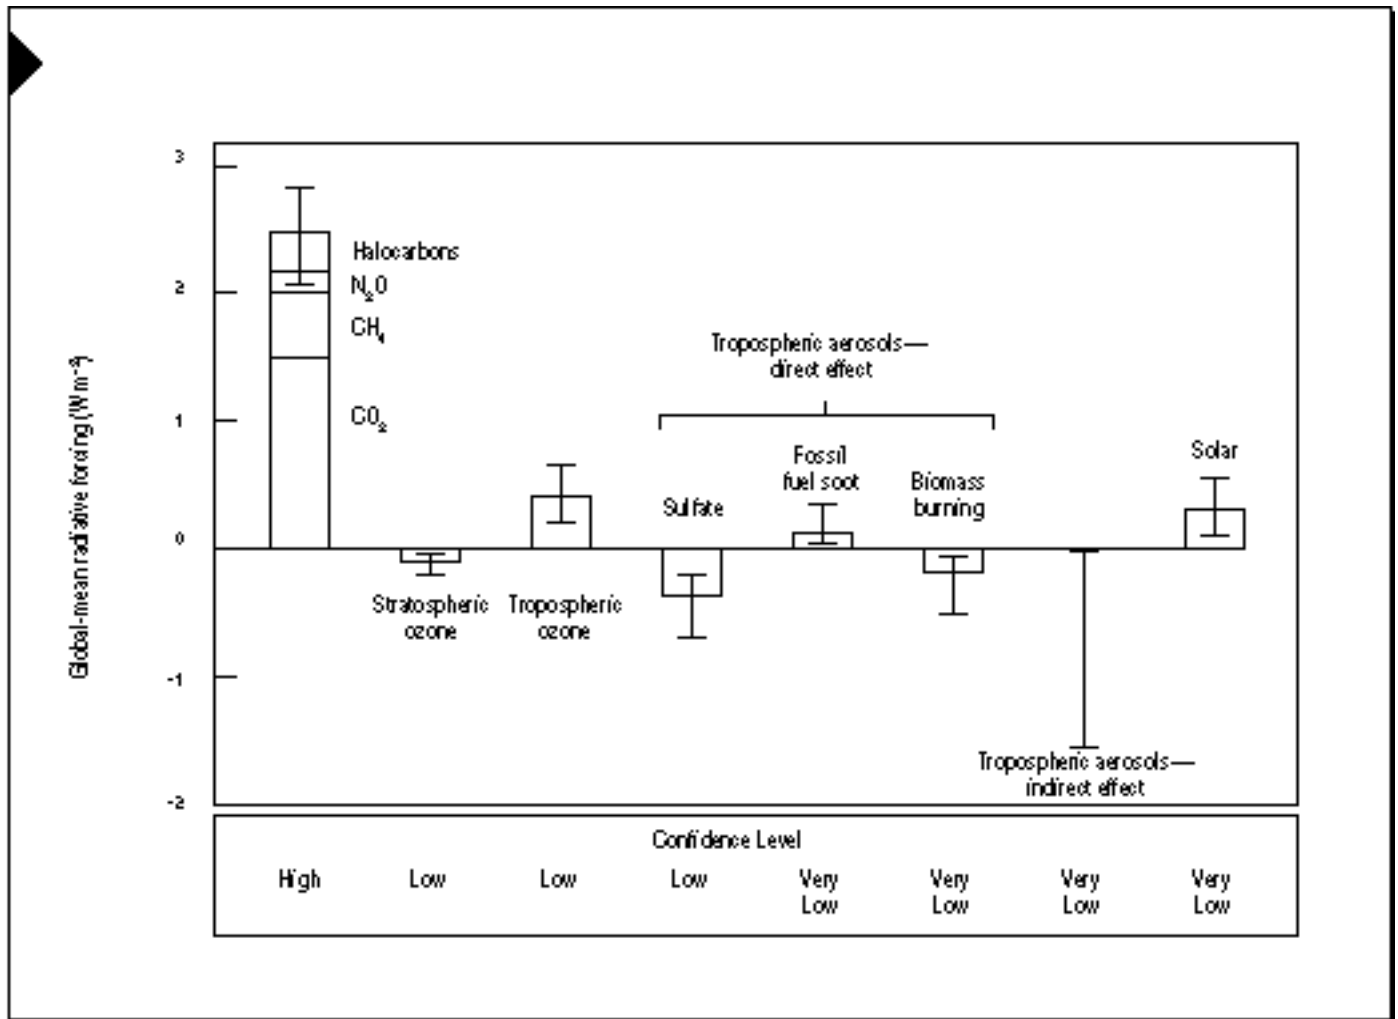 3
Halocarbons
2
N₂O
CH₄
Tropospheric aerosols—
direct effect
Global-mean radiative forcing (W m⁻²)
1
CO₂
Fossil
fuel soot
Biomass
burning
Solar
Sulfate
0
Stratospheric
ozone
Tropospheric
ozone
-1
Tropospheric aerosols—
indirect effect
-2
Confidence Level
High Low Low Low Very Low Very Low Very Low Very Low